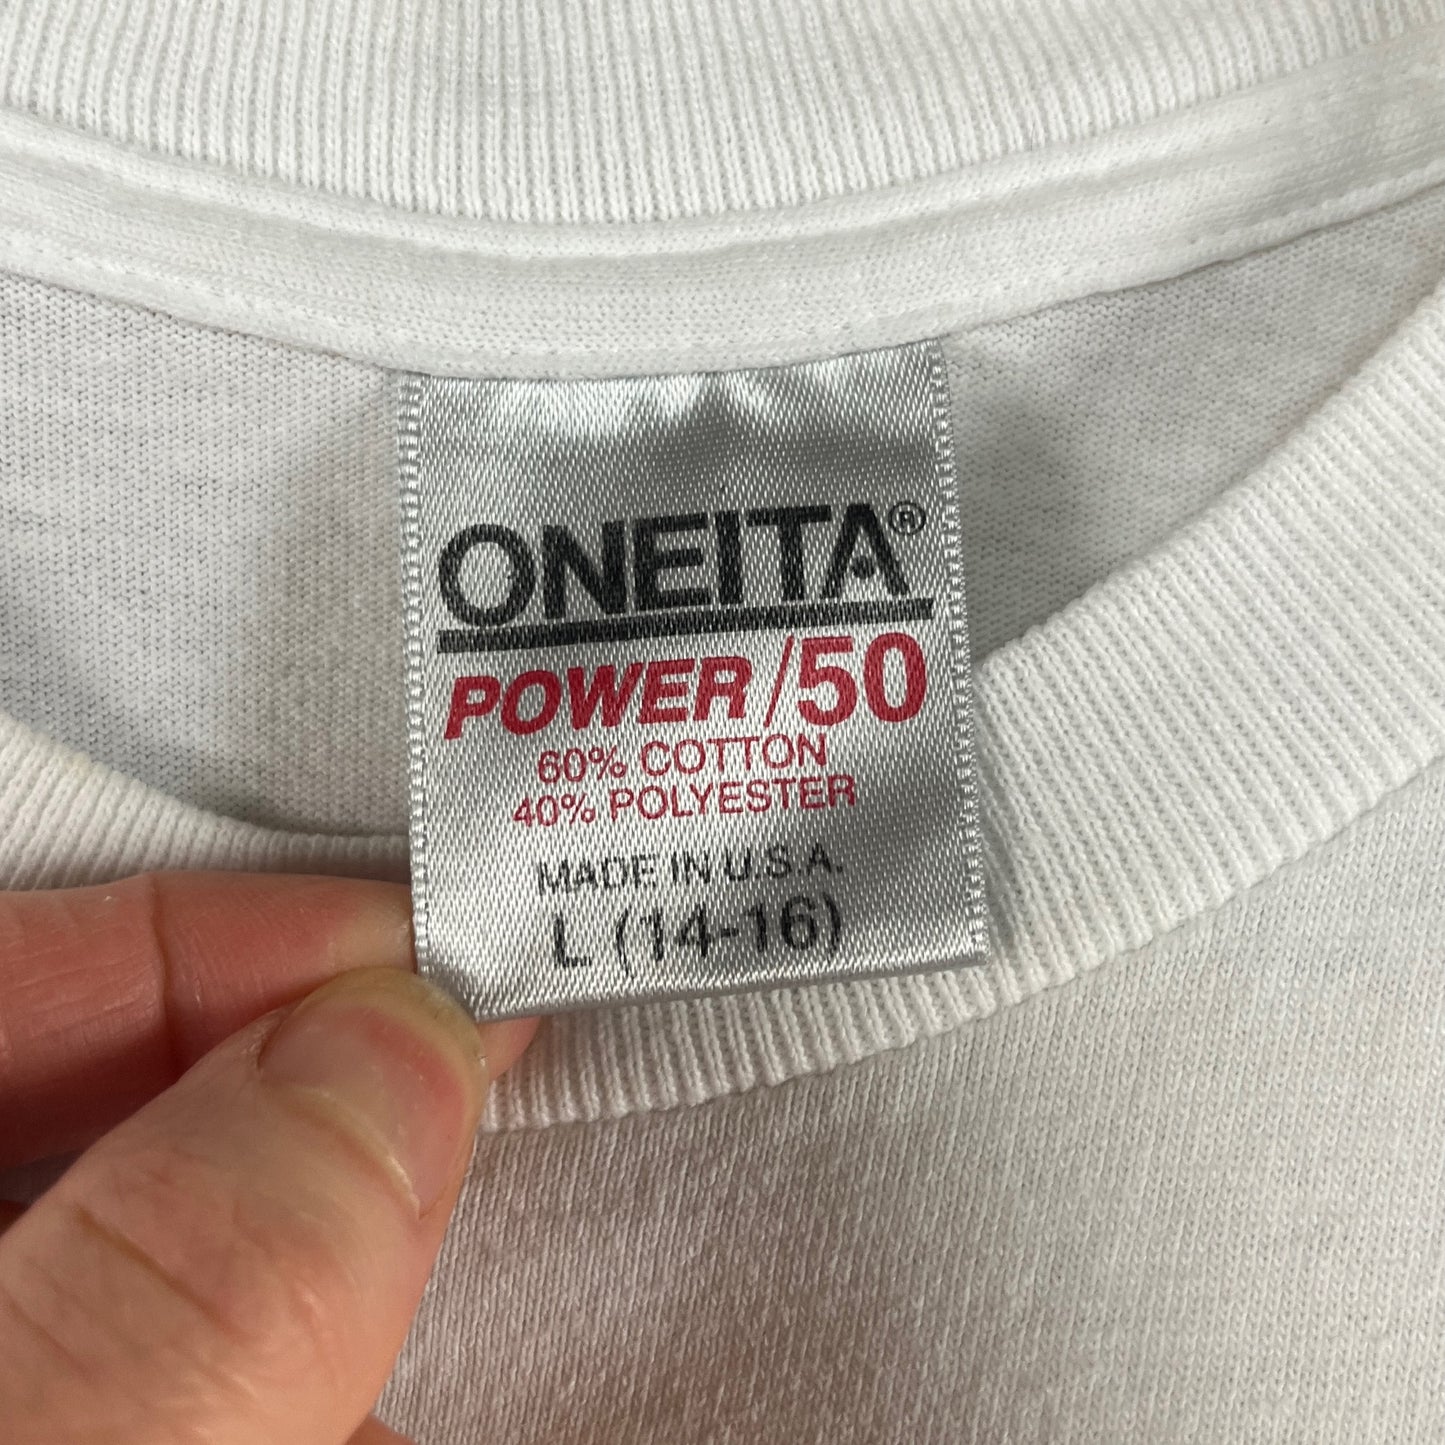 ONEITA®
POWER/50
60% COTTON
40% POLYESTER
MADE IN U.S.A.
L (14-16)